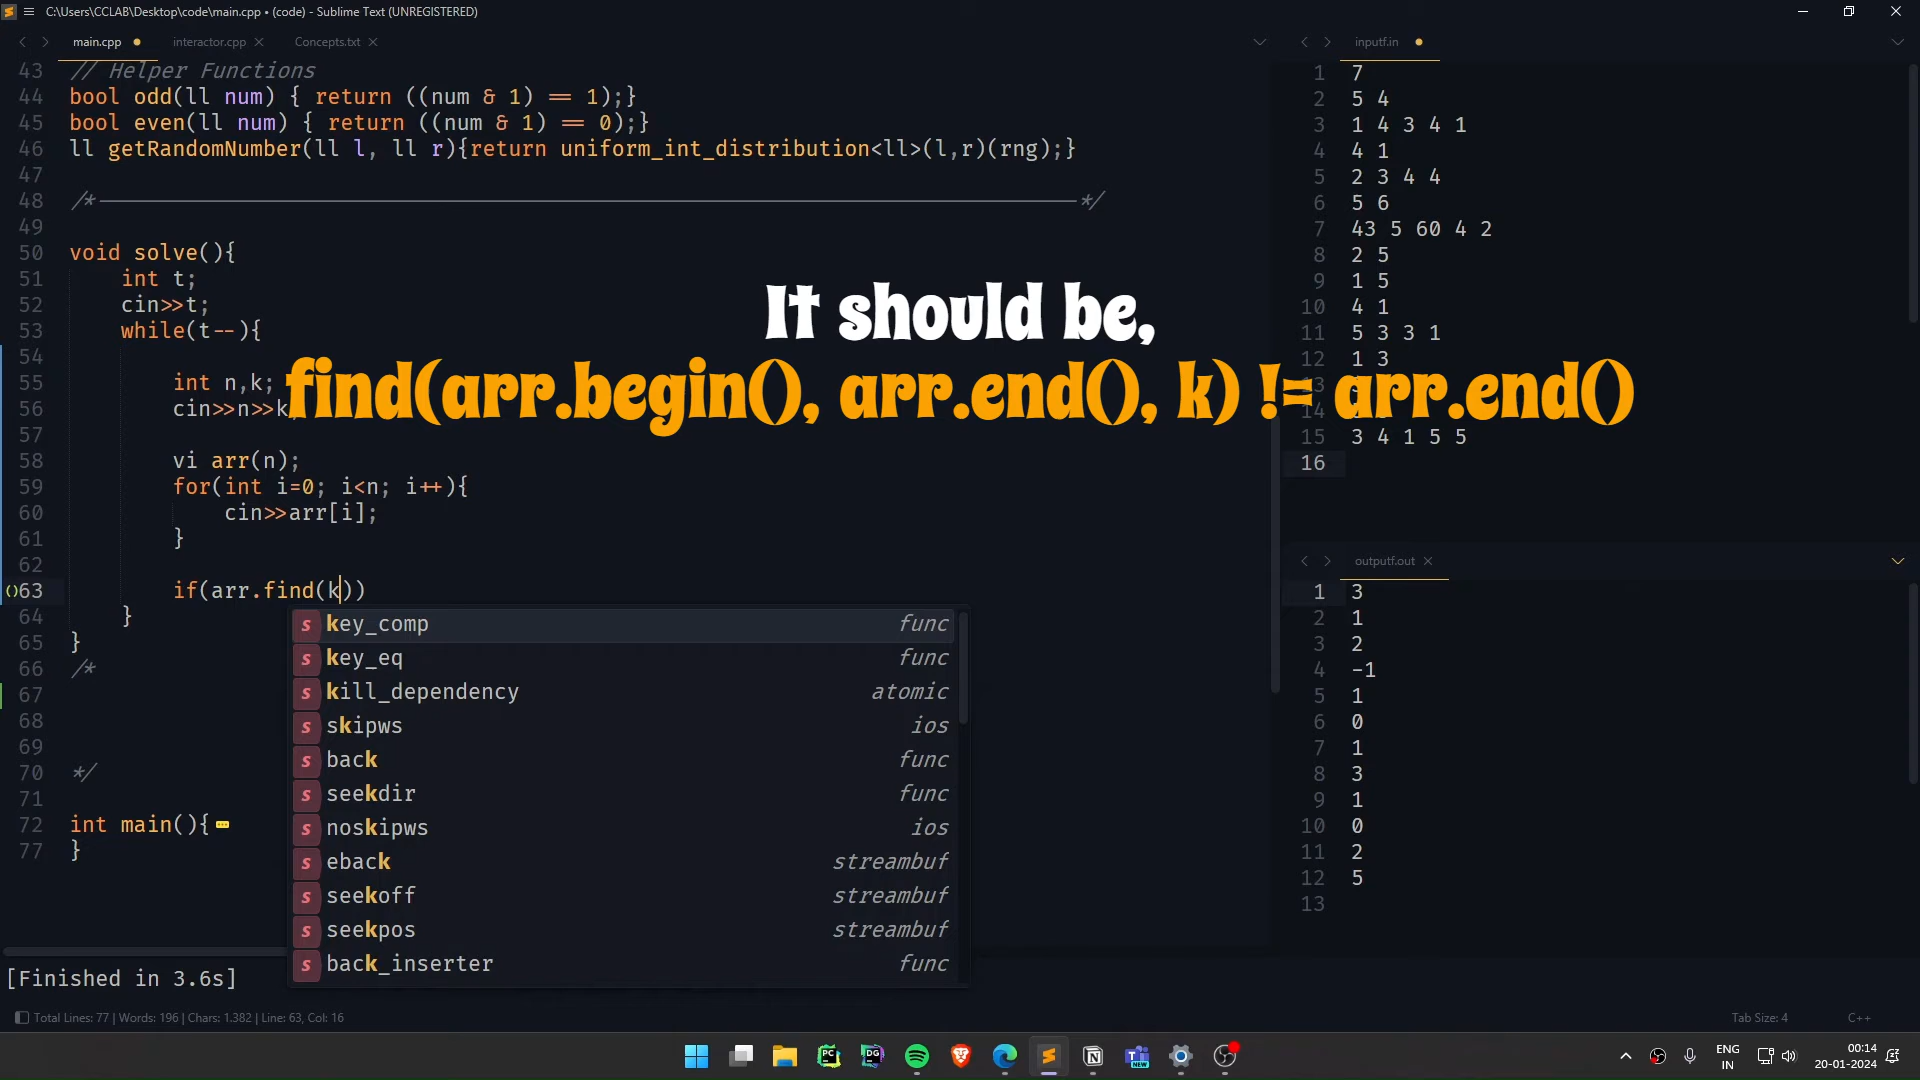 C:\Users\CCLAB\Desktop\code\main.cpp • (code) - Sublime Text (UNREGISTERED)
main.cpp
interactor.cpp
Concepts.txt
43 // Helper Functions
44 bool odd(ll num) { return ((num & 1) == 1);}
45 bool even(ll num) { return ((num & 1) == 0);}
46 ll getRandomNumber(ll l, ll r){return uniform_int_distribution<ll>(l,r)(rng);}
47
48 /*-----------------------------------------------------------------------------*/
49
50 void solve(){
51 int t;
52 cin>>t;
53 while(t--){
54
55 int n,k;
56 cin>>n>>k
57
58 vi arr(n);
59 for(int i=0; i<n; i++){
60 cin>>arr[i];
61 }
62
63 if(arr.find(k))
64 }
65 }
66 /*
67
68
69
70 */
71
72 int main(){
77 }
It should be,
find(arr.begin(), arr.end(), k) != arr.end()
s key_comp func
s key_eq func
s kill_dependency atomic
s skipws ios
s back func
s seekdir func
s noskipws ios
s eback streambuf
s seekoff streambuf
s seekpos streambuf
s back_inserter func
inputf.in
1 7
2 5 4
3 1 4 3 4 1
4 4 1
5 2 3 4 4
6 5 6
7 43 5 60 4 2
8 2 5
9 1 5
10 4 1
11 5 3 3 1
12 1 3
13
14
15 3 4 1 5 5
16
outputf.out
1 3
2 1
3 2
4 -1
5 1
6 0
7 1
8 3
9 1
10 0
11 2
12 5
13
[Finished in 3.6s]
Total Lines: 77 | Words: 196 | Chars: 1.382 | Line: 63, Col: 16
Tab Size: 4
C++
PC
DG
NEW
ENG
IN
00:14
20-01-2024